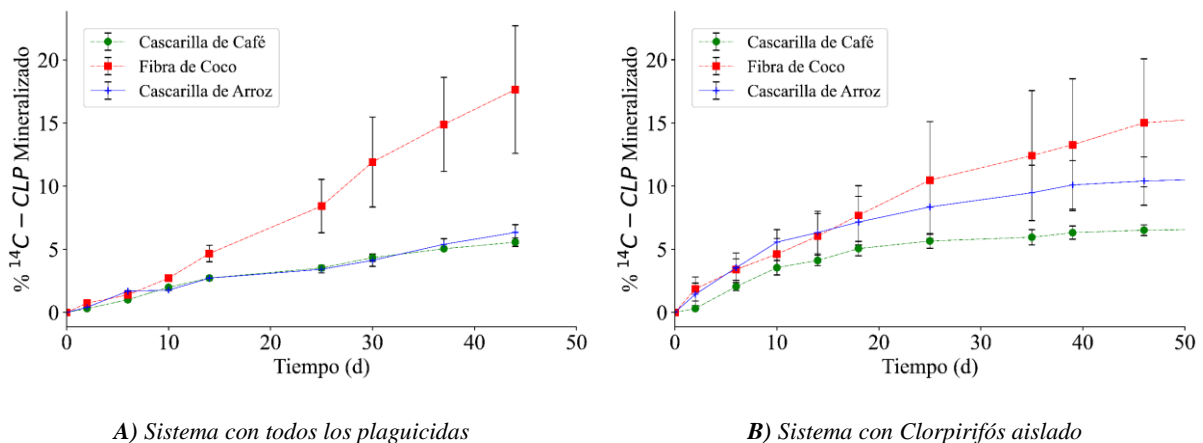 % ¹⁴C − CLP Mineralizado
20
15
10
5
0
Cascarilla de Café
Fibra de Coco
Cascarilla de Arroz
0 10 20 30 40 50
Tiempo (d)
A) Sistema con todos los plaguicidas
% ¹⁴C − CLP Mineralizado
20
15
10
5
0
Cascarilla de Café
Fibra de Coco
Cascarilla de Arroz
0 10 20 30 40 50
Tiempo (d)
B) Sistema con Clorpirifós aislado